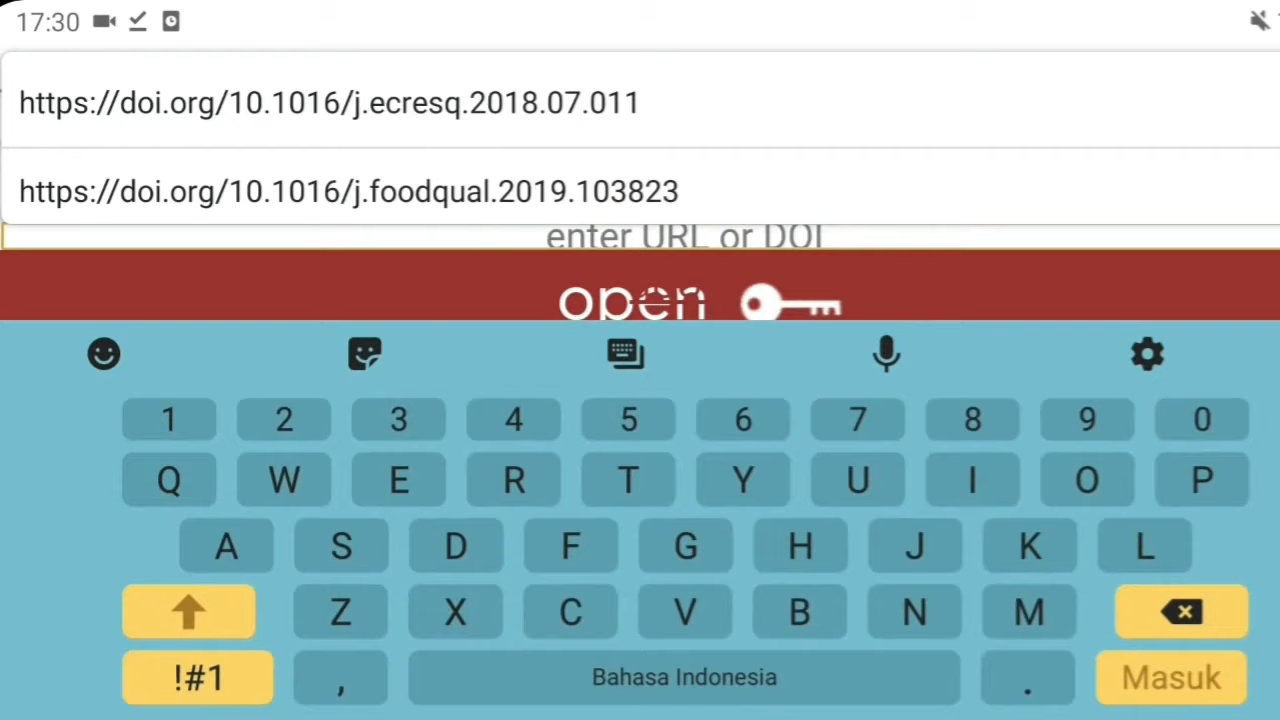 17:30
https://doi.org/10.1016/j.ecresq.2018.07.011
https://doi.org/10.1016/j.foodqual.2019.103823
enter URL or DOI
open
1 2 3 4 5 6 7 8 9 0
Q W E R T Y U I O P
A S D F G H J K L
Z X C V B N M
!#1 , Bahasa Indonesia . Masuk